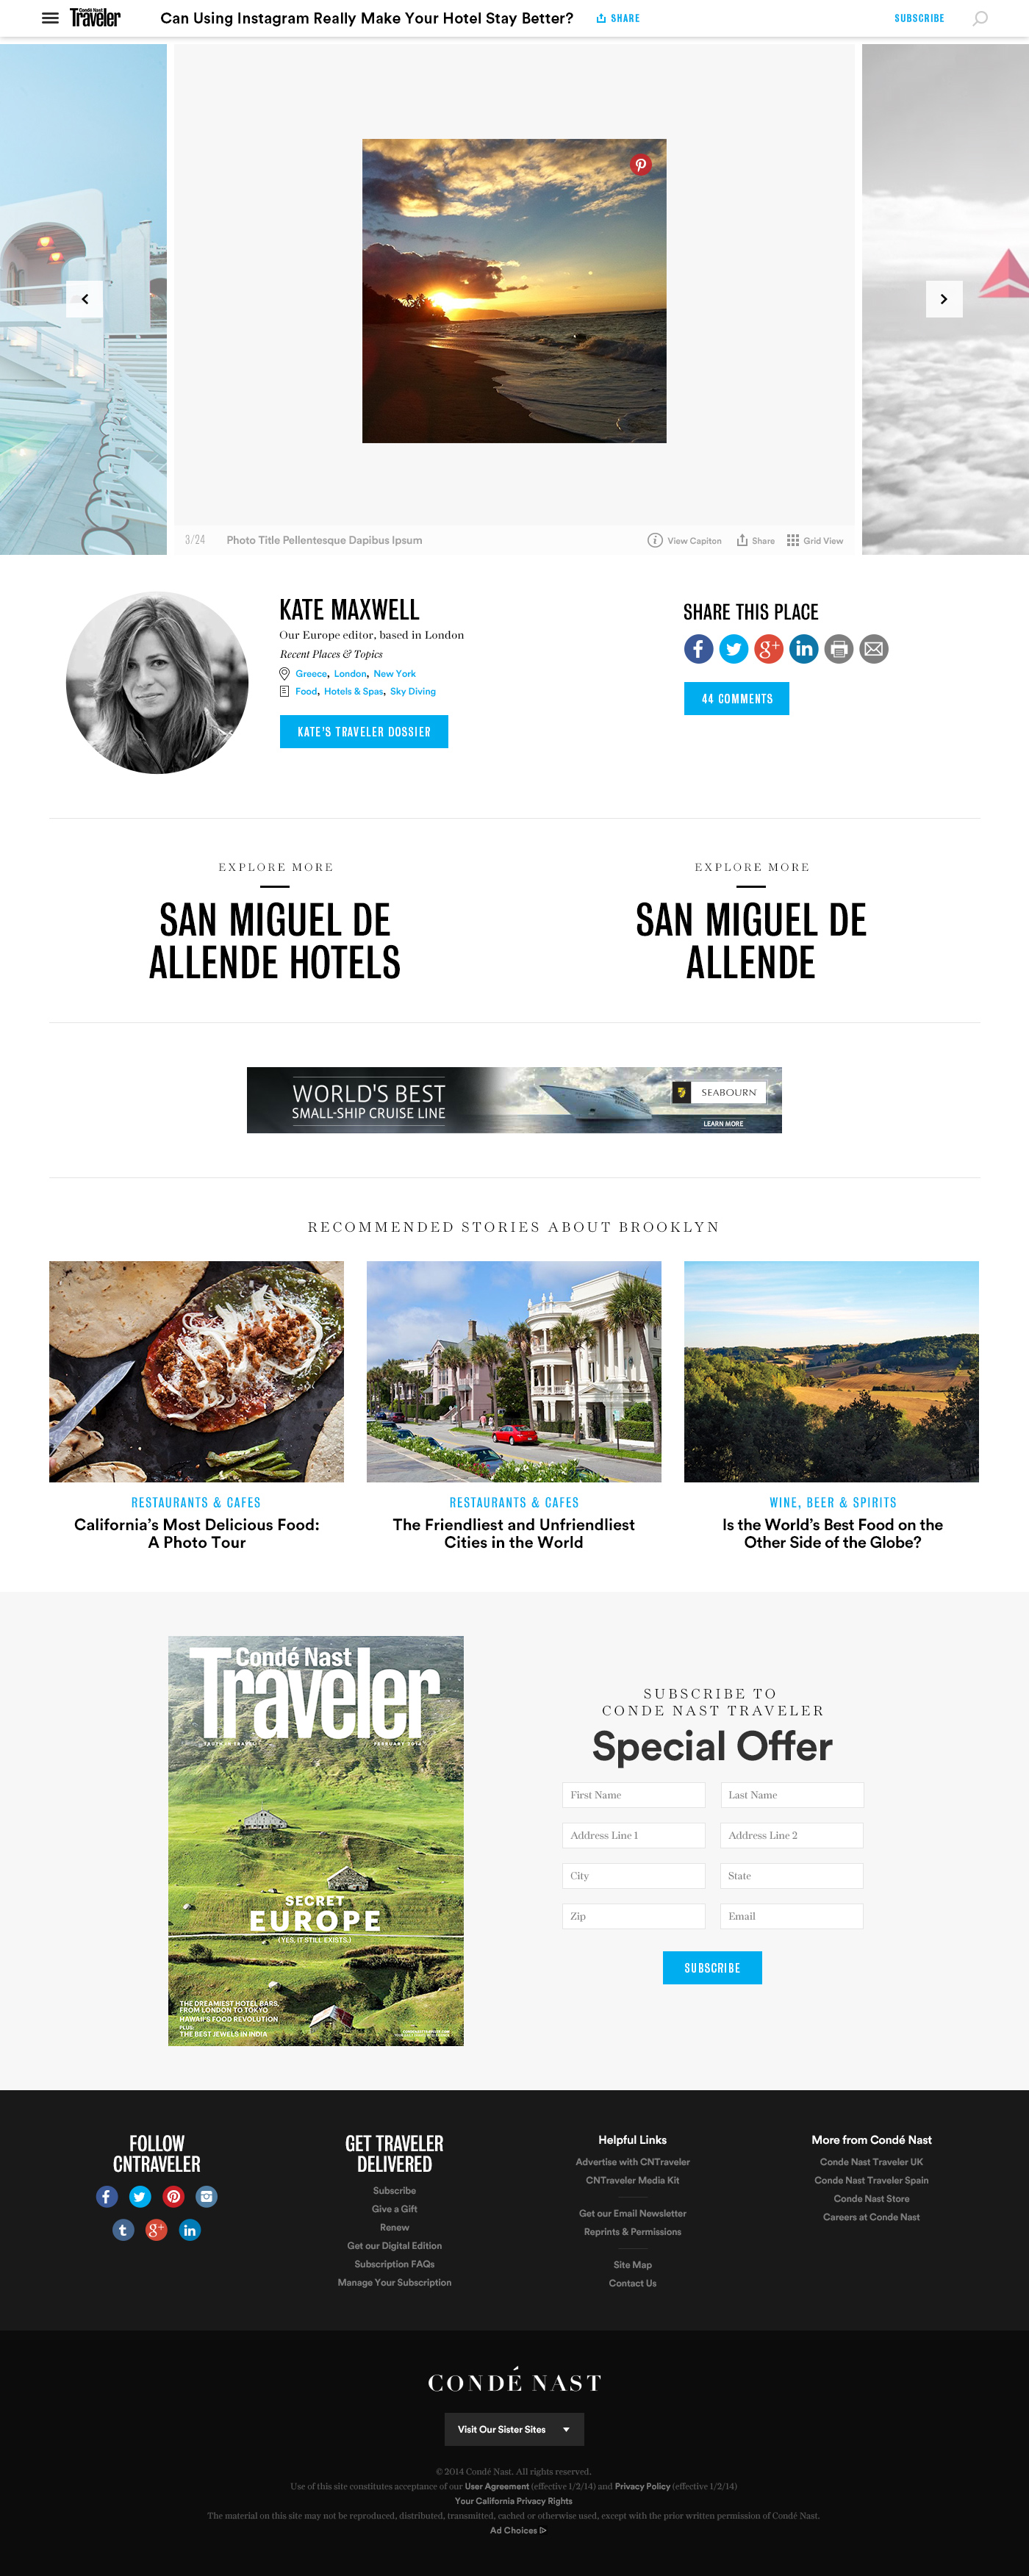 Condé Nast
Traveler
Can Using Instagram Really Make Your Hotel Stay Better?
SHARE
SUBSCRIBE
3/24
Photo Title Pellentesque Dapibus Ipsum
View Capiton
Share
Grid View
KATE MAXWELL
Our Europe editor, based in London
Recent Places & Topics
Greece, London, New York
Food, Hotels & Spas, Sky Diving
KATE'S TRAVELER DOSSIER
SHARE THIS PLACE
44 COMMENTS
EXPLORE MORE
SAN MIGUEL DE
ALLENDE HOTELS
EXPLORE MORE
SAN MIGUEL DE
ALLENDE
WORLD'S BEST
SMALL-SHIP CRUISE LINE
SEABOURN
LEARN MORE
RECOMMENDED STORIES ABOUT BROOKLYN
RESTAURANTS & CAFES
California's Most Delicious Food:
A Photo Tour
RESTAURANTS & CAFES
The Friendliest and Unfriendliest
Cities in the World
WINE, BEER & SPIRITS
Is the World's Best Food on the
Other Side of the Globe?
Condé Nast
Traveler
TRUTH IN TRAVEL
FEBRUARY 2014
SECRET
EUROPE
(YES, IT STILL EXISTS.)
THE DREAMIEST HOTEL BARS,
FROM LONDON TO TOKYO
HAWAII'S FOOD REVOLUTION
PLUS:
THE BEST JEWELS IN INDIA
SUBSCRIBE TO
CONDE NAST TRAVELER
Special Offer
First Name
Last Name
Address Line 1
Address Line 2
City
State
Zip
Email
SUBSCRIBE
FOLLOW
CNTRAVELER
GET TRAVELER
DELIVERED
Subscribe
Give a Gift
Renew
Get our Digital Edition
Subscription FAQs
Manage Your Subscription
Helpful Links
Advertise with CNTraveler
CNTraveler Media Kit
Get our Email Newsletter
Reprints & Permissions
Site Map
Contact Us
More from Condé Nast
Conde Nast Traveler UK
Conde Nast Traveler Spain
Conde Nast Store
Careers at Conde Nast
CONDÉ NAST
Visit Our Sister Sites
© 2014 Condé Nast. All rights reserved.
Use of this site constitutes acceptance of our User Agreement (effective 1/2/14) and Privacy Policy (effective 1/2/14)
Your California Privacy Rights
The material on this site may not be reproduced, distributed, transmitted, cached or otherwise used, except with the prior written permission of Condé Nast.
Ad Choices